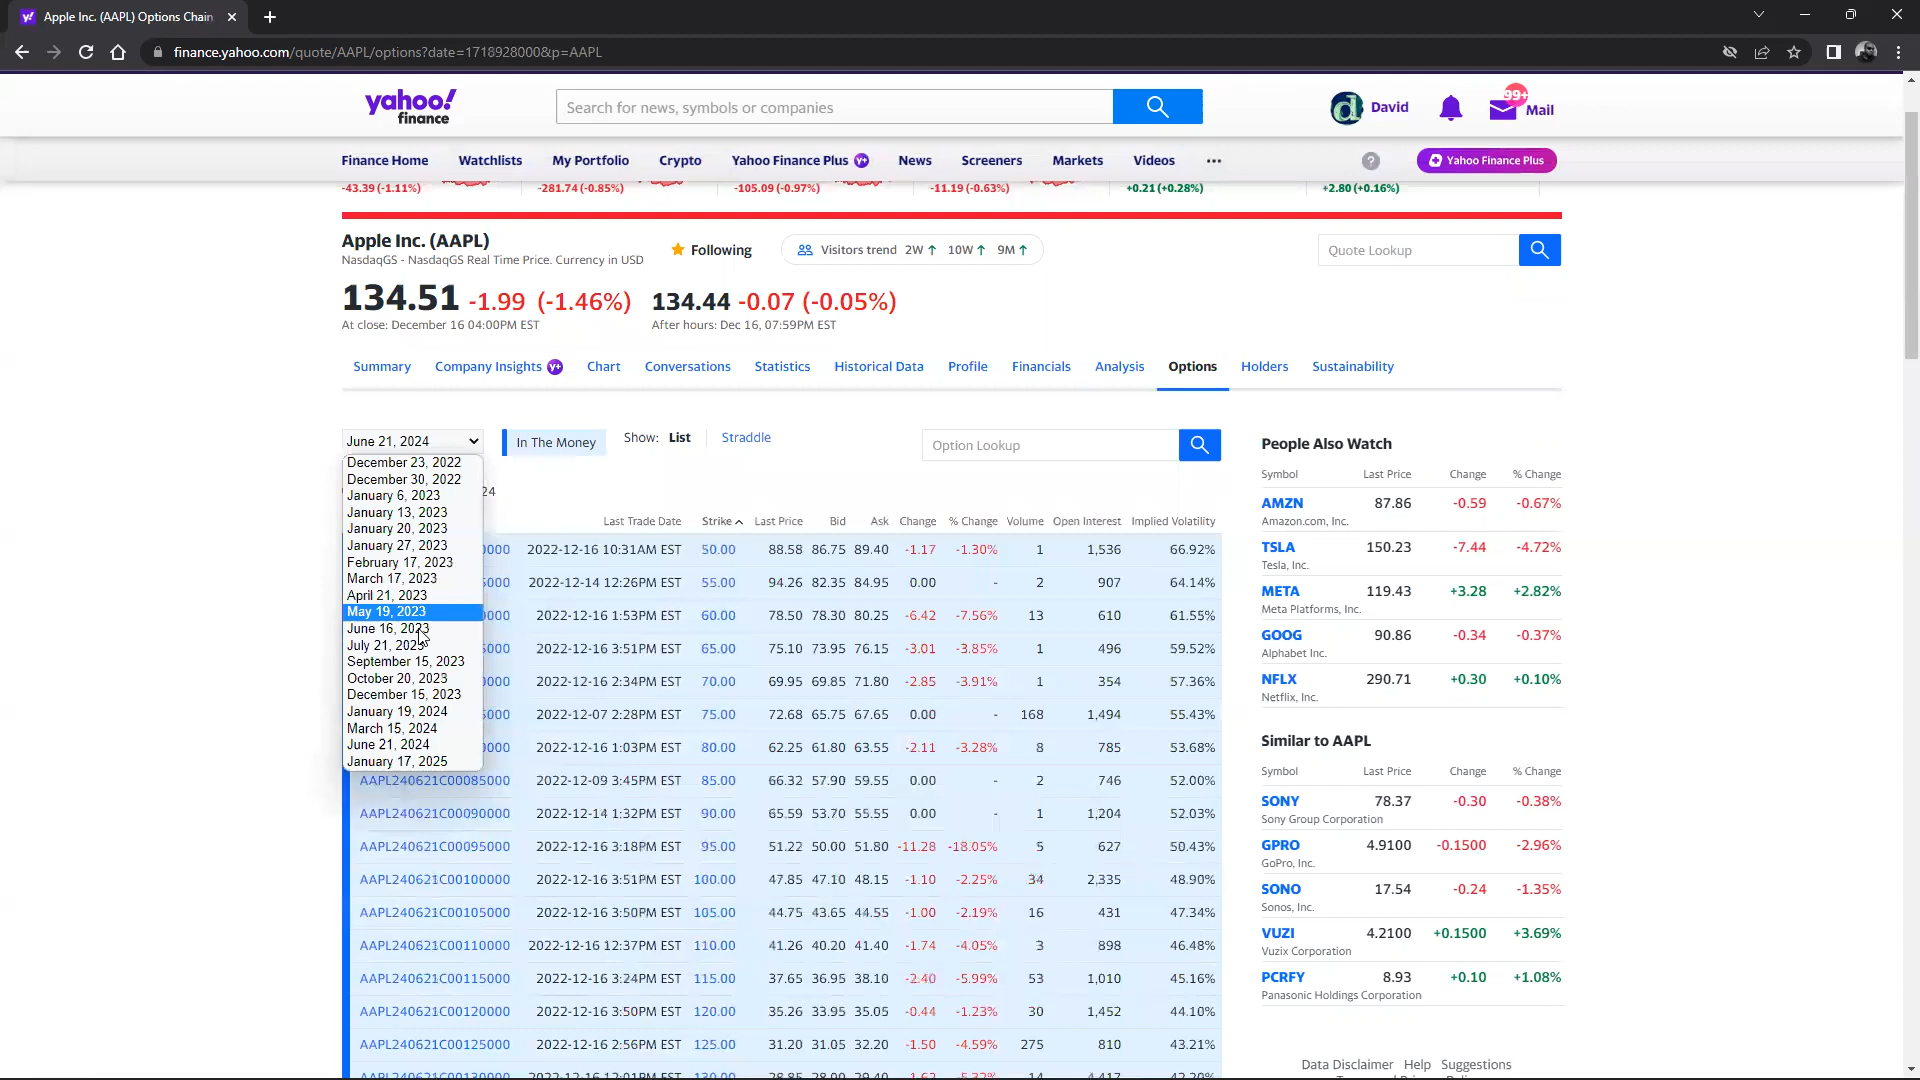 Apple Inc. (AAPL) Options Chain
finance.yahoo.com/quote/AAPL/options?date=1718928000&p=AAPL
yahoo!
finance
Search for news, symbols or companies
David
99+
Mail
Finance Home Watchlists My Portfolio Crypto Yahoo Finance Plus News Screeners Markets Videos ••• ? Yahoo Finance Plus
-43.39 (-1.11%) -281.74 (-0.85%) -105.09 (-0.97%) -11.19 (-0.63%) +0.21 (+0.28%) +2.80 (+0.16%)
Apple Inc. (AAPL)
NasdaqGS - NasdaqGS Real Time Price. Currency in USD
Following
Visitors trend 2W ↑ 10W ↑ 9M ↑
Quote Lookup
134.51 -1.99 (-1.46%) 134.44 -0.07 (-0.05%)
At close: December 16 04:00PM EST After hours: Dec 16, 07:59PM EST
Summary Company Insights Y+ Chart Conversations Statistics Historical Data Profile Financials Analysis Options Holders Sustainability
June 21, 2024
In The Money
Show: List Straddle
Option Lookup
December 23, 2022
December 30, 2022
January 6, 2023
January 13, 2023
January 20, 2023
January 27, 2023
February 17, 2023
March 17, 2023
April 21, 2023
May 19, 2023
June 16, 2023
July 21, 2023
September 15, 2023
October 20, 2023
December 15, 2023
January 19, 2024
March 15, 2024
June 21, 2024
January 17, 2025
24
Last Trade Date Strike Last Price Bid Ask Change % Change Volume Open Interest Implied Volatility
0000 2022-12-16 10:31AM EST 50.00 88.58 86.75 89.40 -1.17 -1.30% 1 1,536 66.92%
5000 2022-12-14 12:26PM EST 55.00 94.26 82.35 84.95 0.00 - 2 907 64.14%
0000 2022-12-16 1:53PM EST 60.00 78.50 78.30 80.25 -6.42 -7.56% 13 610 61.55%
5000 2022-12-16 3:51PM EST 65.00 75.10 73.95 76.15 -3.01 -3.85% 1 496 59.52%
0000 2022-12-16 2:34PM EST 70.00 69.95 69.85 71.80 -2.85 -3.91% 1 354 57.36%
5000 2022-12-07 2:28PM EST 75.00 72.68 65.75 67.65 0.00 - 168 1,494 55.43%
0000 2022-12-16 1:03PM EST 80.00 62.25 61.80 63.55 -2.11 -3.28% 8 785 53.68%
AAPL240621C00085000 2022-12-09 3:45PM EST 85.00 66.32 57.90 59.55 0.00 - 2 746 52.00%
AAPL240621C00090000 2022-12-14 1:32PM EST 90.00 65.59 53.70 55.55 0.00 - 1 1,204 52.03%
AAPL240621C00095000 2022-12-16 3:18PM EST 95.00 51.22 50.00 51.80 -11.28 -18.05% 5 627 50.43%
AAPL240621C00100000 2022-12-16 3:51PM EST 100.00 47.85 47.10 48.15 -1.10 -2.25% 34 2,335 48.90%
AAPL240621C00105000 2022-12-16 3:50PM EST 105.00 44.75 43.65 44.55 -1.00 -2.19% 16 431 47.34%
AAPL240621C00110000 2022-12-16 12:37PM EST 110.00 41.26 40.20 41.40 -1.74 -4.05% 3 898 46.48%
AAPL240621C00115000 2022-12-16 3:24PM EST 115.00 37.65 36.95 38.10 -2.40 -5.99% 53 1,010 45.16%
AAPL240621C00120000 2022-12-16 3:50PM EST 120.00 35.26 33.95 35.05 -0.44 -1.23% 30 1,452 44.10%
AAPL240621C00125000 2022-12-16 2:56PM EST 125.00 31.20 31.05 32.20 -1.50 -4.59% 275 810 43.21%
AAPL240621C00130000 2022-12-16 12:01PM EST 130.00 28.85 28.00 29.40 -1.62 -5.32% 14 4,417 42.20%
People Also Watch
Symbol Last Price Change % Change
AMZN 87.86 -0.59 -0.67%
Amazon.com, Inc.
TSLA 150.23 -7.44 -4.72%
Tesla, Inc.
META 119.43 +3.28 +2.82%
Meta Platforms, Inc.
GOOG 90.86 -0.34 -0.37%
Alphabet Inc.
NFLX 290.71 +0.30 +0.10%
Netflix, Inc.
Similar to AAPL
Symbol Last Price Change % Change
SONY 78.37 -0.30 -0.38%
Sony Group Corporation
GPRO 4.9100 -0.1500 -2.96%
GoPro, Inc.
SONO 17.54 -0.24 -1.35%
Sonos, Inc.
VUZI 4.2100 +0.1500 +3.69%
Vuzix Corporation
PCRFY 8.93 +0.10 +1.08%
Panasonic Holdings Corporation
Data Disclaimer Help Suggestions